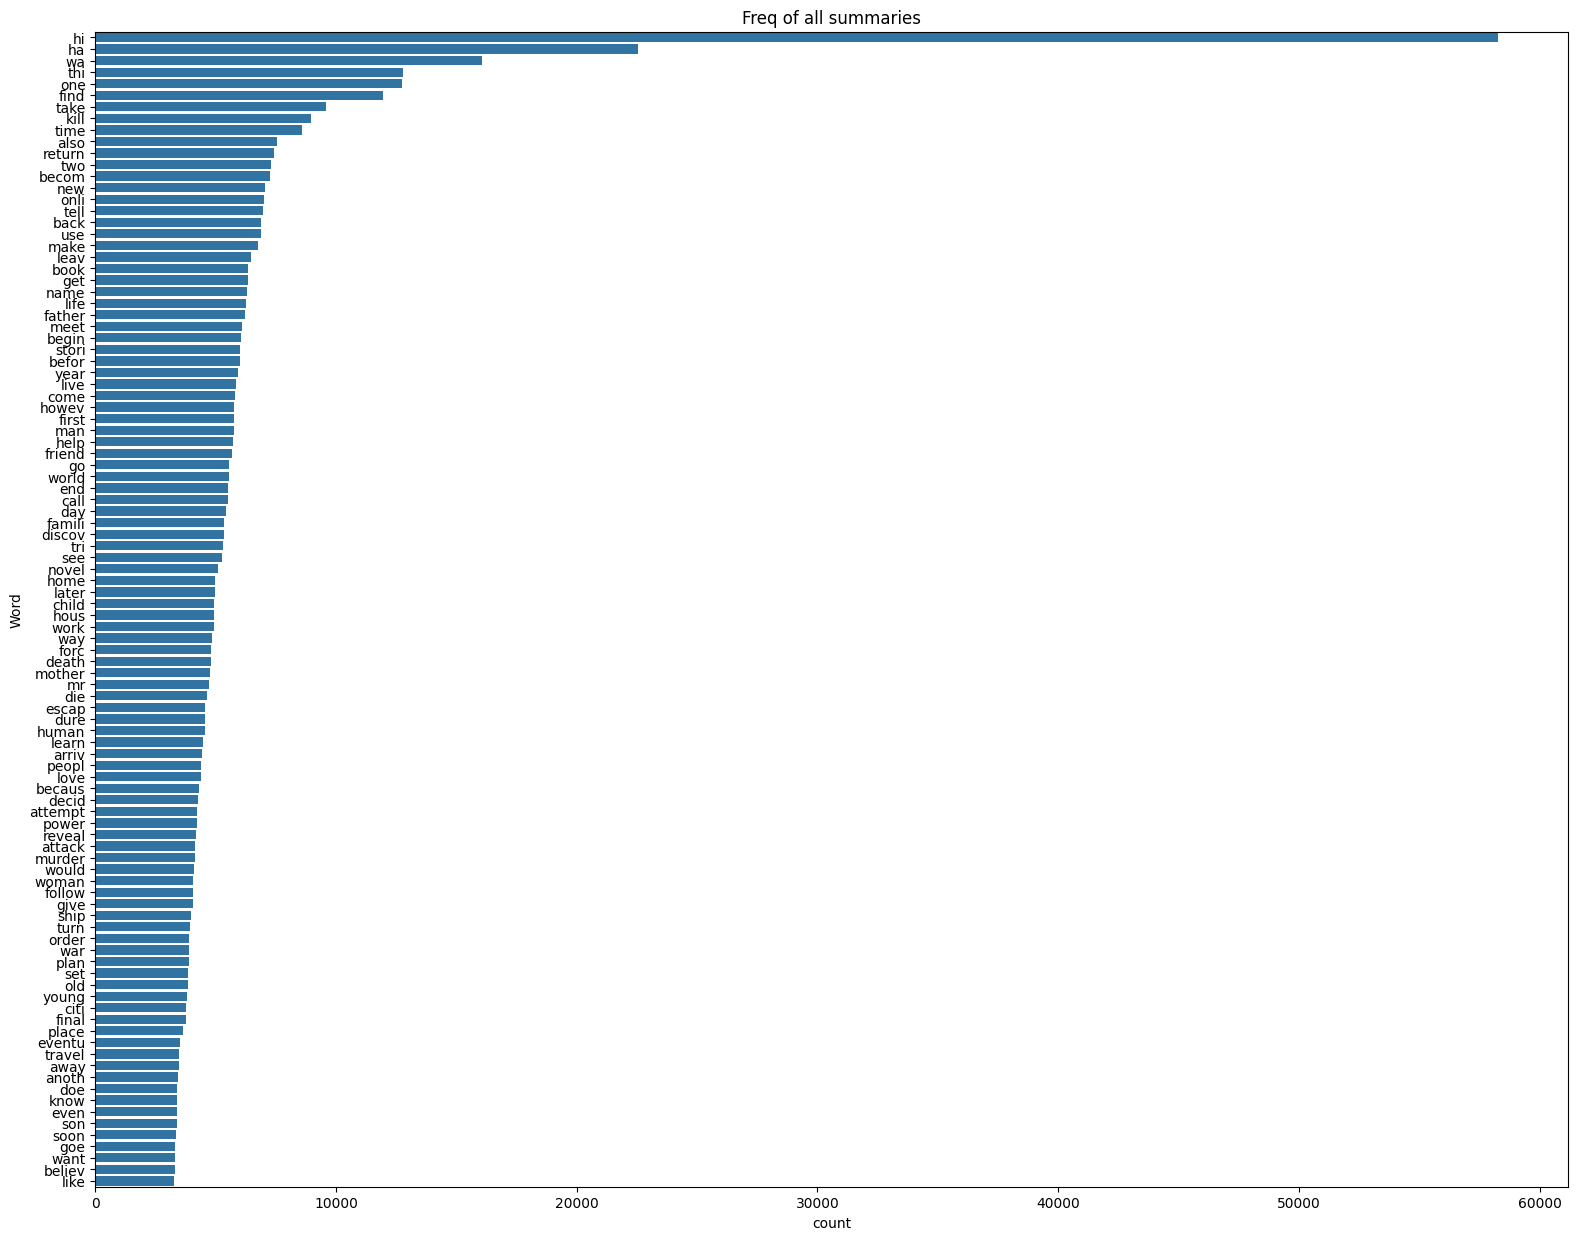 Freq of all summaries
Word
hi
ha
wa
thi
one
find
take
kill
time
also
return
two
becom
new
onli
tell
back
use
make
leav
book
get
name
life
father
meet
begin
stori
befor
year
live
come
howev
first
man
help
friend
go
world
end
call
day
famili
discov
tri
see
novel
home
later
child
hous
work
way
forc
death
mother
mr
die
escap
dure
human
learn
arriv
peopl
love
becaus
decid
attempt
power
reveal
attack
murder
would
woman
follow
give
ship
turn
order
war
plan
set
old
young
citi
final
place
eventu
travel
away
anoth
doe
know
even
son
soon
goe
want
believ
like
0 10000 20000 30000 40000 50000 60000
count